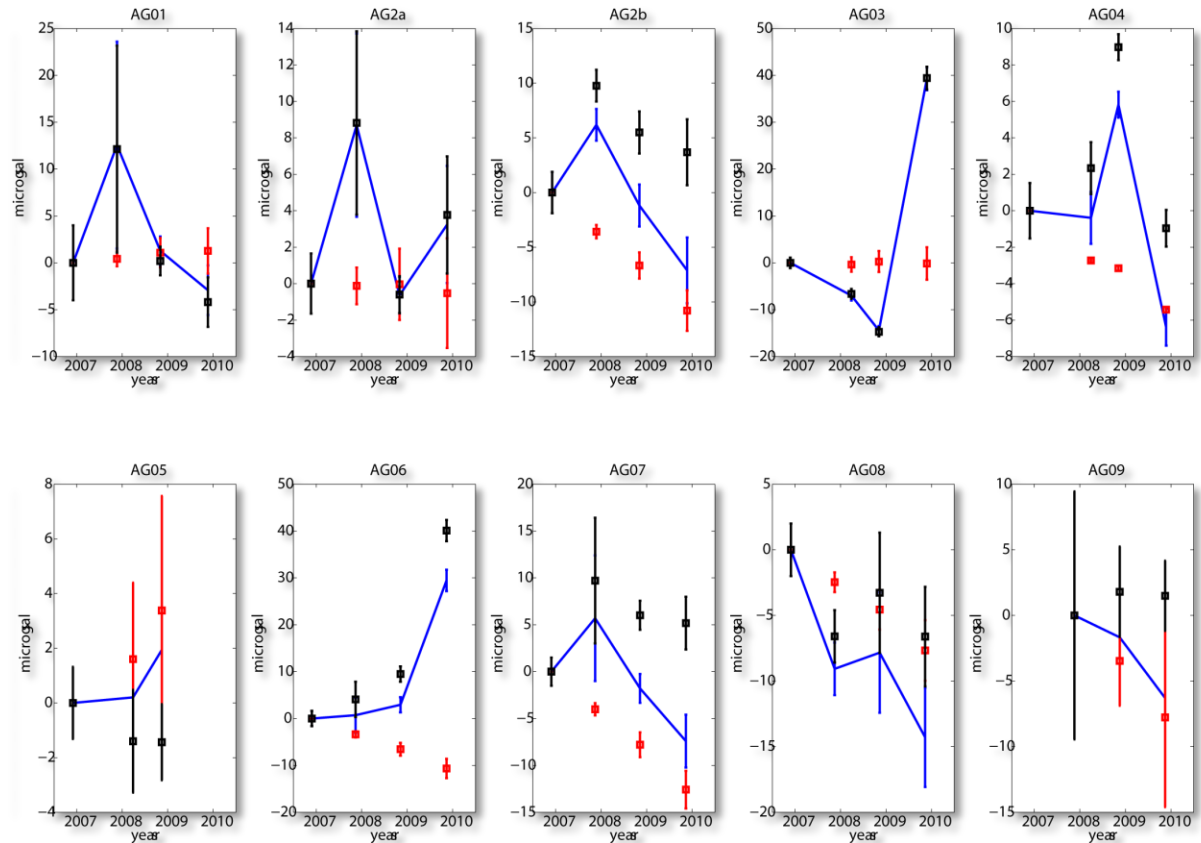 AG01 AG2a AG2b AG03 AG04
25 14 15 50 10
20 12 10 40 8
15 10 5 30 6
10 8 0 20 4
5 6 −5 10 2
0 4 −10 0 0
−5 2 −15 −10 −2
−10 0 −20 −4
−2 −6
−4 −8
microgal microgal microgal microgal microgal
2007 2008 2009 2010 2007 2008 2009 2010 2007 2008 2009 2010 2007 2008 2009 2010 2007 2008 2009 2010
year year year year year
AG05 AG06 AG07 AG08 AG09
8 50 20 5 10
6 40 15 0 5
4 30 10 −5 0
2 20 5 −10 −5
0 10 0 −15 −10
−2 0 −5 −20 −15
−4 −10 −10
−20 −15
microgal microgal microgal microgal microgal
2007 2008 2009 2010 2007 2008 2009 2010 2007 2008 2009 2010 2007 2008 2009 2010 2007 2008 2009 2010
year year year year year